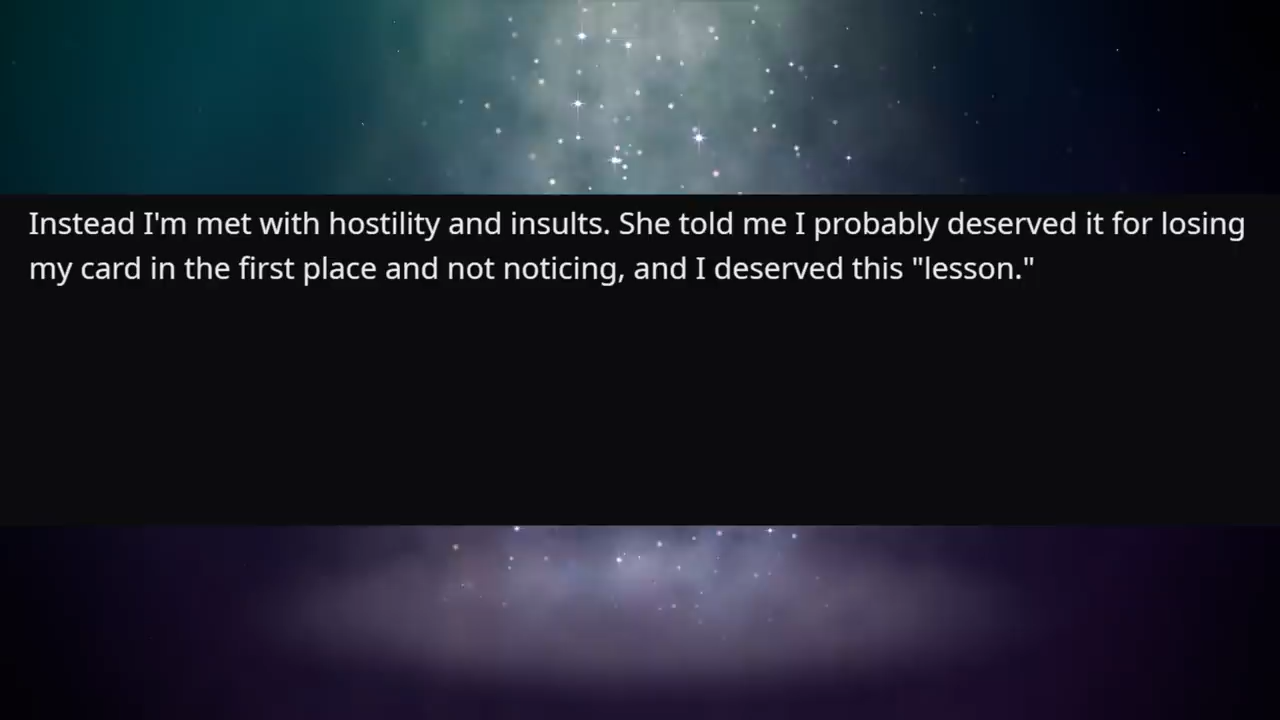 Instead I'm met with hostility and insults. She told me I probably deserved it for losing
my card in the first place and not noticing, and I deserved this "lesson."